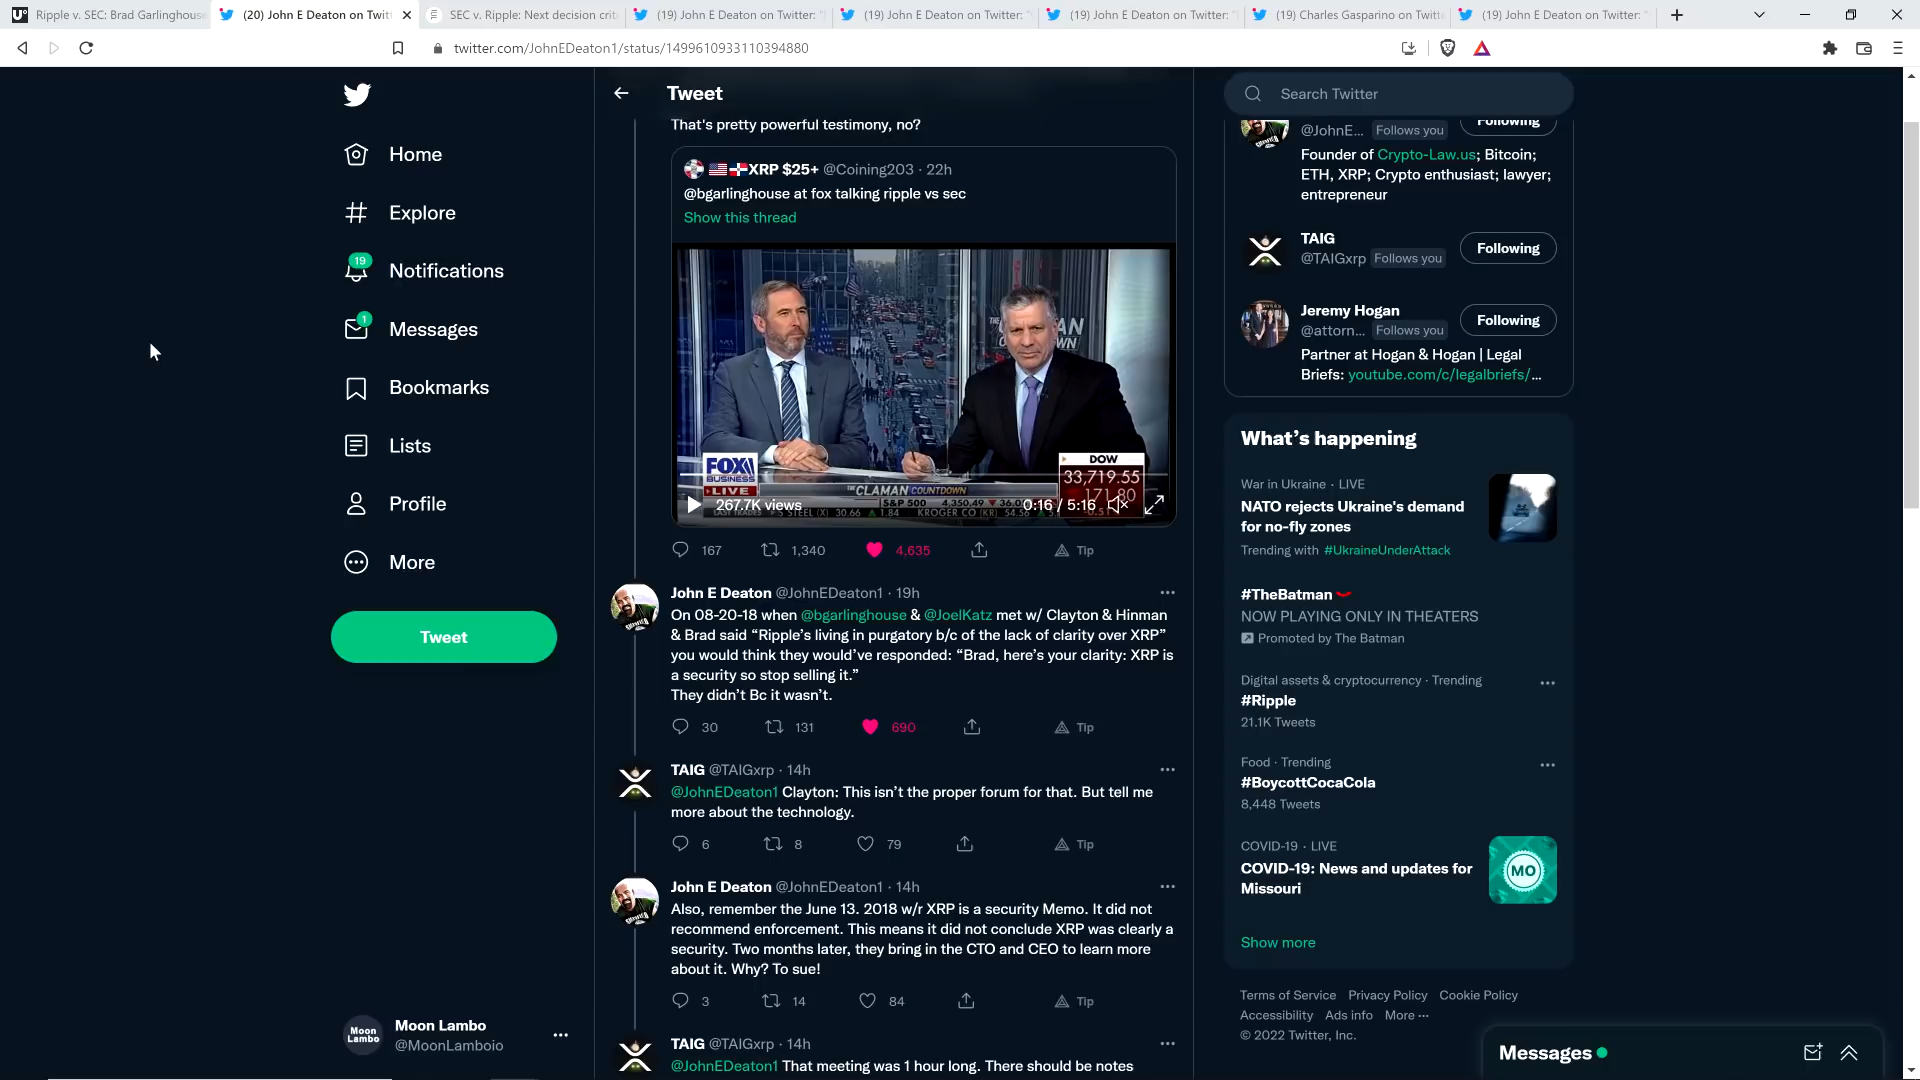 Ripple v. SEC: Brad Garlinghouse
(20) John E Deaton on Twitt
SEC v. Ripple: Next decision crit
(19) John E Deaton on Twitter: "
(19) John E Deaton on Twitter: "
(19) John E Deaton on Twitter: "
(19) Charles Gasparino on Twitte
(19) John E Deaton on Twitter: "
twitter.com/JohnEDeaton1/status/1499610933110394880
Home
Explore
19
Notifications
1
Messages
Bookmarks
Lists
Profile
More
Tweet
Moon Lambo
Moon Lambo
@MoonLamboio
Tweet
That's pretty powerful testimony, no?
XRP $25+ @Coining203 · 22h
@bgarlinghouse at fox talking ripple vs sec
Show this thread
THE CLAMAN COUNTDOWN
FOX BUSINESS
LIVE
DOW
33,719.55
171.80
S&P 500 4,350.49 ▼36.0
S STEEL (X) 30.66 ▲ 1.84 KROGER CO (KR) 54.56
267.7K views
0:16 / 5:16
167 1,340 4,635 Tip
John E Deaton @JohnEDeaton1 · 19h
On 08-20-18 when @bgarlinghouse & @JoelKatz met w/ Clayton & Hinman
& Brad said “Ripple’s living in purgatory b/c of the lack of clarity over XRP”
you would think they would’ve responded: “Brad, here’s your clarity: XRP is
a security so stop selling it.”
They didn’t Bc it wasn’t.
30 131 690 Tip
TAIG @TAIGxrp · 14h
@JohnEDeaton1 Clayton: This isn’t the proper forum for that. But tell me
more about the technology.
6 8 79 Tip
John E Deaton @JohnEDeaton1 · 14h
Also, remember the June 13. 2018 w/r XRP is a security Memo. It did not
recommend enforcement. This means it did not conclude XRP was clearly a
security. Two months later, they bring in the CTO and CEO to learn more
about it. Why? To sue!
3 14 84 Tip
TAIG @TAIGxrp · 14h
@JohnEDeaton1 That meeting was 1 hour long. There should be notes
Search Twitter
Following
@JohnE... Follows you
Founder of Crypto-Law.us; Bitcoin;
ETH, XRP; Crypto enthusiast; lawyer;
entrepreneur
TAIG
@TAIGxrp Follows you
Following
Jeremy Hogan
@attorn... Follows you
Following
Partner at Hogan & Hogan | Legal
Briefs: youtube.com/c/legalbriefs/...
What’s happening
War in Ukraine · LIVE
NATO rejects Ukraine's demand
for no-fly zones
Trending with #UkraineUnderAttack
#TheBatman
NOW PLAYING ONLY IN THEATERS
Promoted by The Batman
Digital assets & cryptocurrency · Trending
#Ripple
21.1K Tweets
Food · Trending
#BoycottCocaCola
8,448 Tweets
COVID-19 · LIVE
COVID-19: News and updates for
Missouri
MO
Show more
Terms of Service Privacy Policy Cookie Policy
Accessibility Ads info More ···
© 2022 Twitter, Inc.
Messages